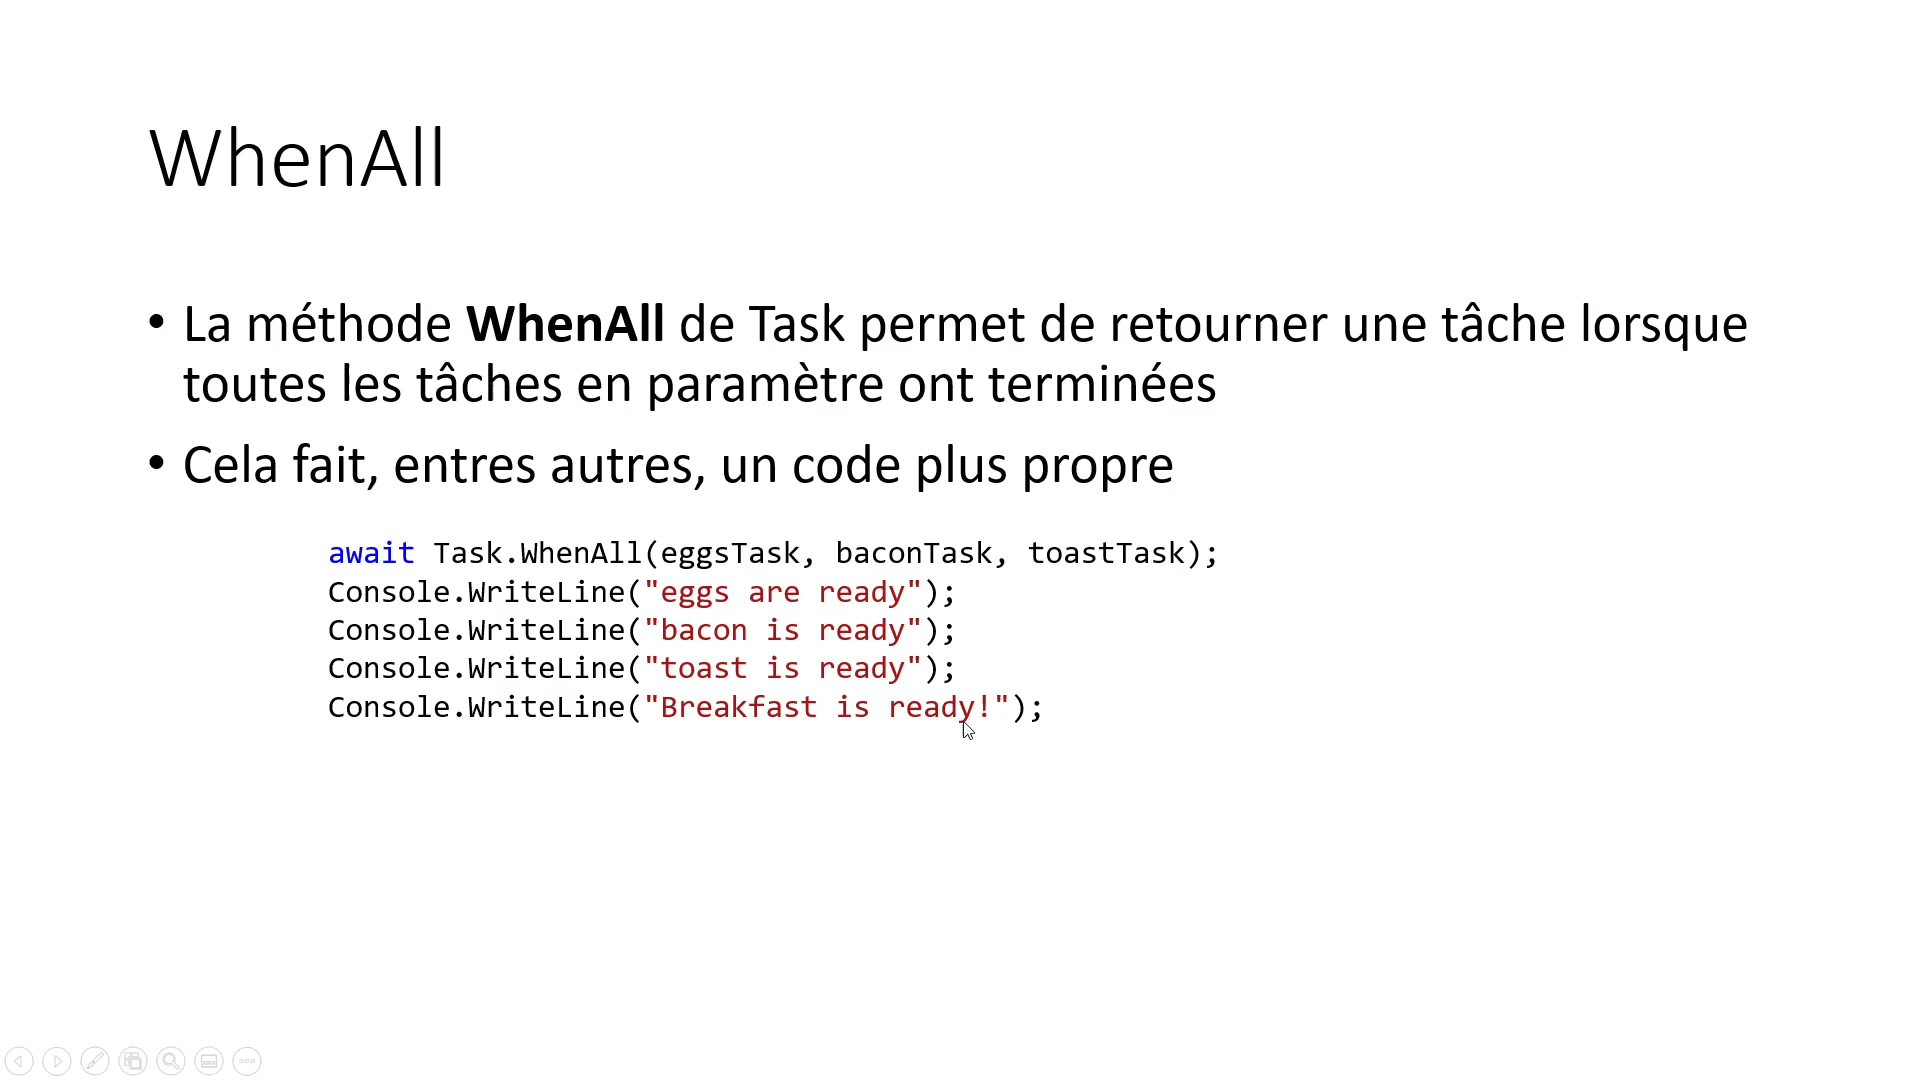 WhenAll
• La méthode WhenAll de Task permet de retourner une tâche lorsque
toutes les tâches en paramètre ont terminées
• Cela fait, entres autres, un code plus propre
await Task.WhenAll(eggsTask, baconTask, toastTask);
Console.WriteLine("eggs are ready");
Console.WriteLine("bacon is ready");
Console.WriteLine("toast is ready");
Console.WriteLine("Breakfast is ready!");